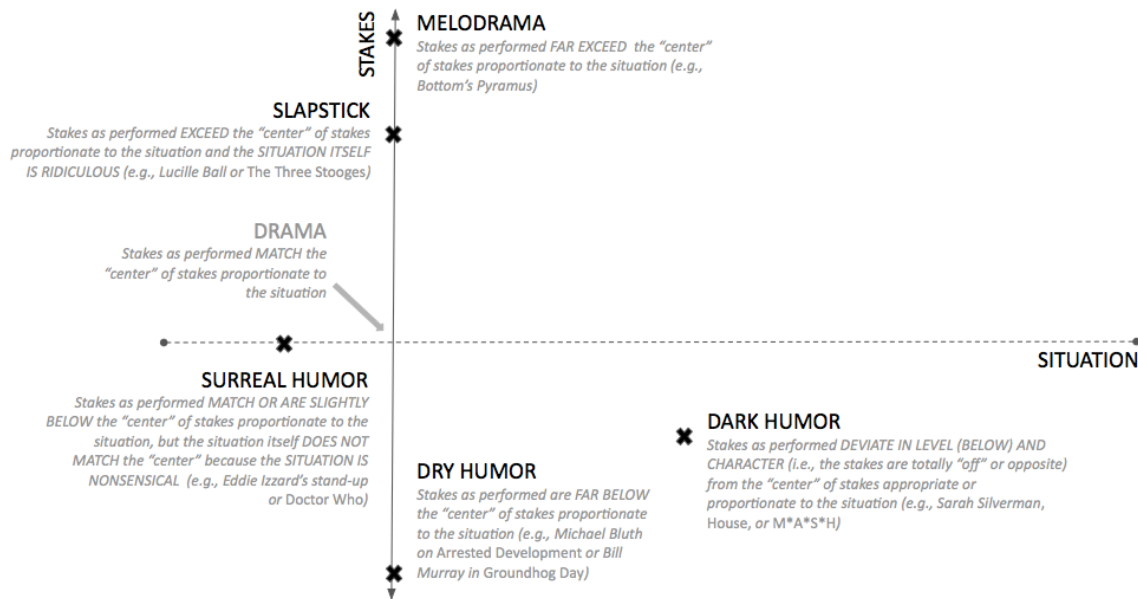 STAKES
MELODRAMA
Stakes as performed FAR EXCEED the “center”
of stakes proportionate to the situation (e.g.,
Bottom’s Pyramus)
SLAPSTICK
Stakes as performed EXCEED the “center” of stakes
proportionate to the situation and the SITUATION ITSELF
IS RIDICULOUS (e.g., Lucille Ball or The Three Stooges)
DRAMA
Stakes as performed MATCH the
“center” of stakes proportionate to
the situation
SITUATION
SURREAL HUMOR
Stakes as performed MATCH OR ARE SLIGHTLY
BELOW the “center” of stakes proportionate to the
situation, but the situation itself DOES NOT
MATCH the “center” because the SITUATION IS
NONSENSICAL (e.g., Eddie Izzard’s stand-up
or Doctor Who)
DRY HUMOR
Stakes as performed are FAR BELOW
the “center” of stakes proportionate
to the situation (e.g., Michael Bluth
on Arrested Development or Bill
Murray in Groundhog Day)
DARK HUMOR
Stakes as performed DEVIATE IN LEVEL (BELOW) AND
CHARACTER (i.e., the stakes are totally “off” or opposite)
from the “center” of stakes appropriate or
proportionate to the situation (e.g., Sarah Silverman,
House, or M*A*S*H)